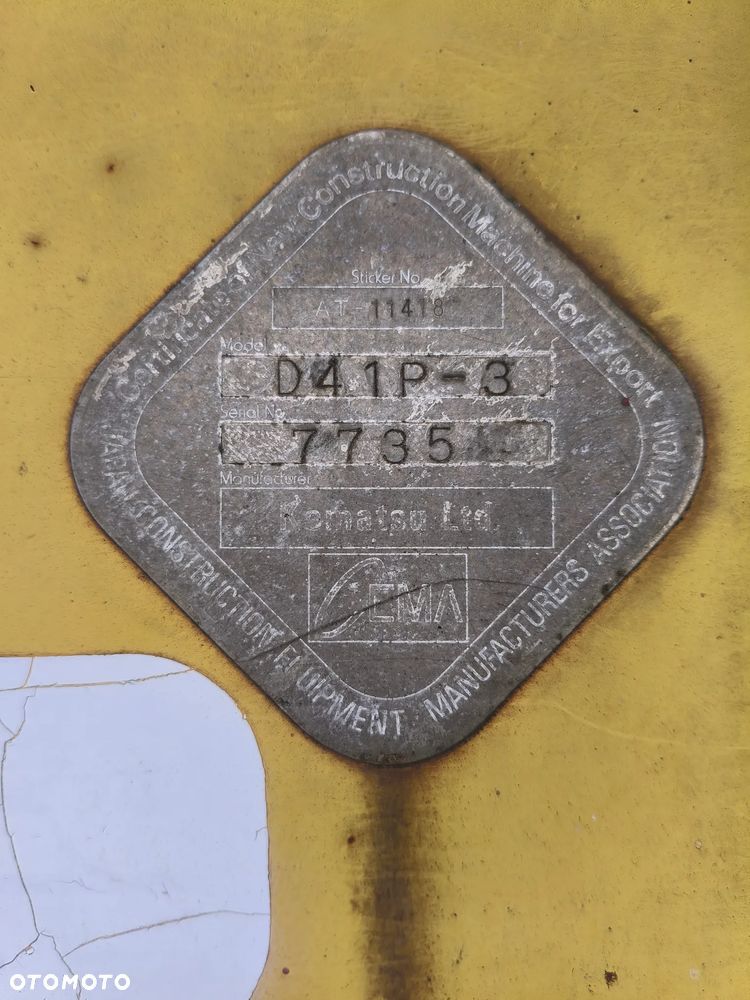 Certificate of New Construction Machine for Export
Sticker No.
AT-11418
Model
D41P-3
Serial No.
7735
Manufacturer
Komatsu Ltd.
CEMA
JAPAN CONSTRUCTION EQUIPMENT MANUFACTURERS ASSOCIATION
OTOMOTO